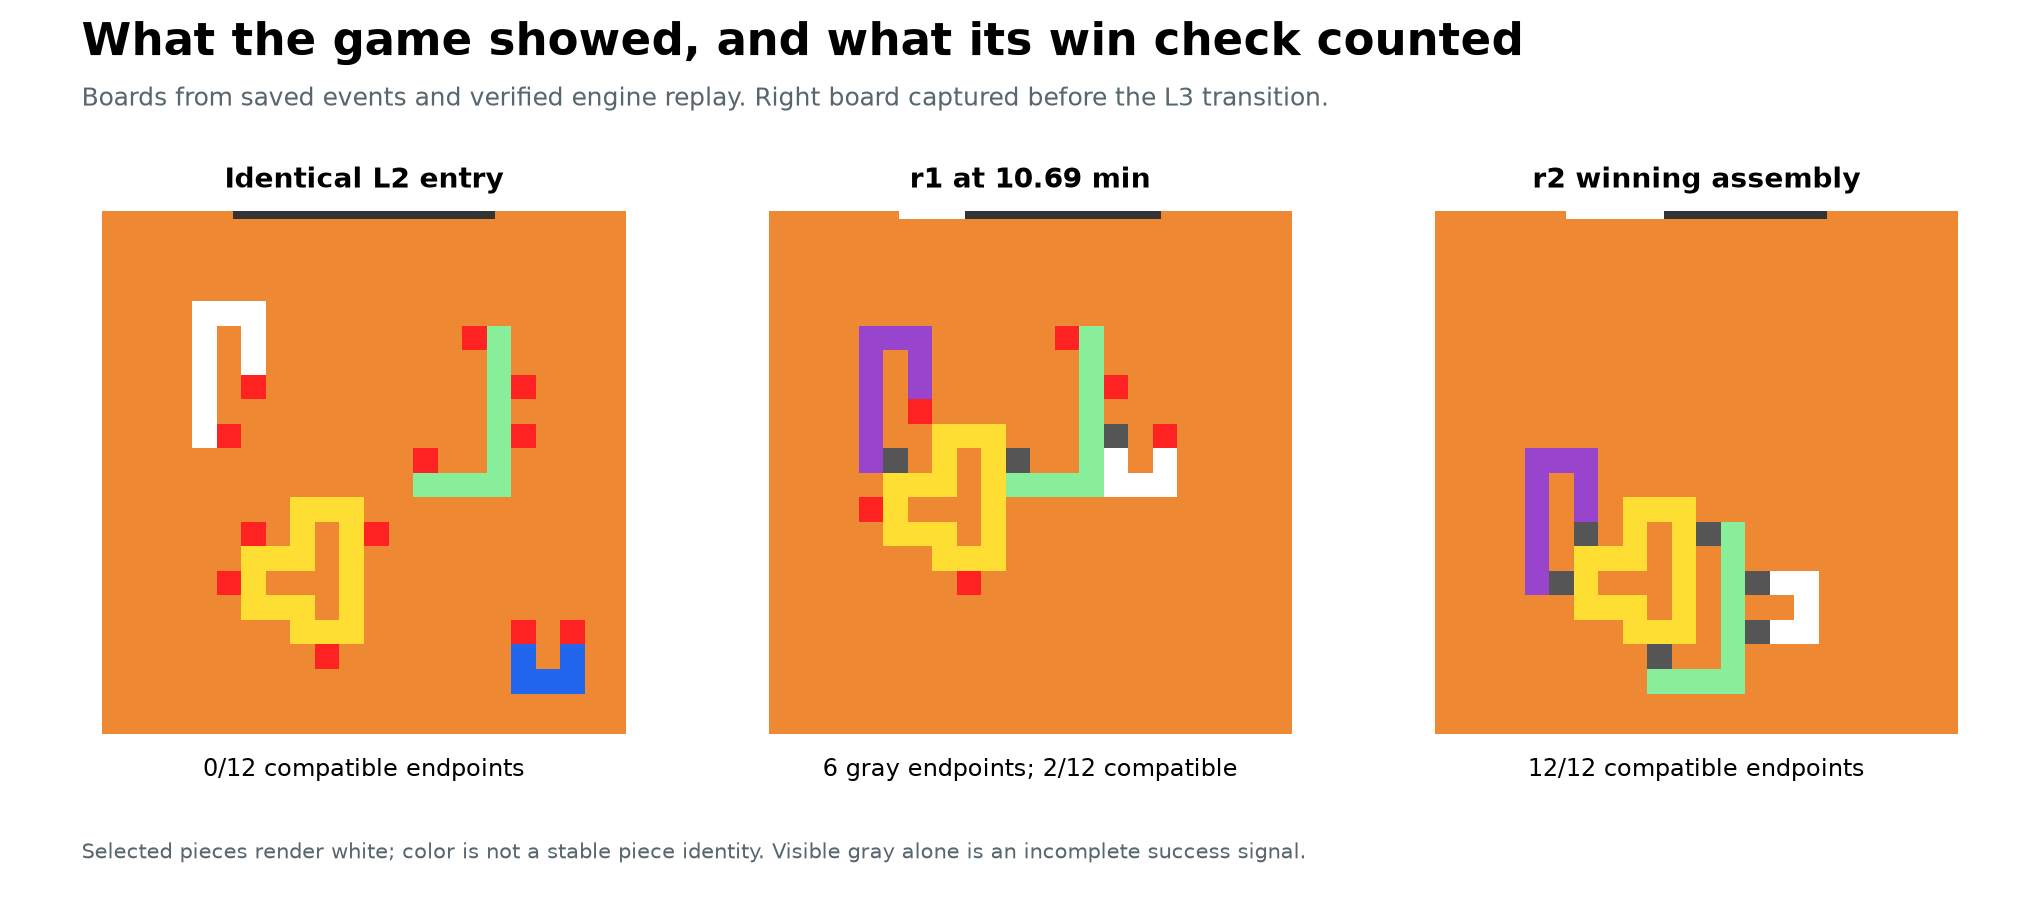 What the game showed, and what its win check counted
Boards from saved events and verified engine replay. Right board captured before the L3 transition.
Identical L2 entry
r1 at 10.69 min
r2 winning assembly
0/12 compatible endpoints
6 gray endpoints; 2/12 compatible
12/12 compatible endpoints
Selected pieces render white; color is not a stable piece identity. Visible gray alone is an incomplete success signal.